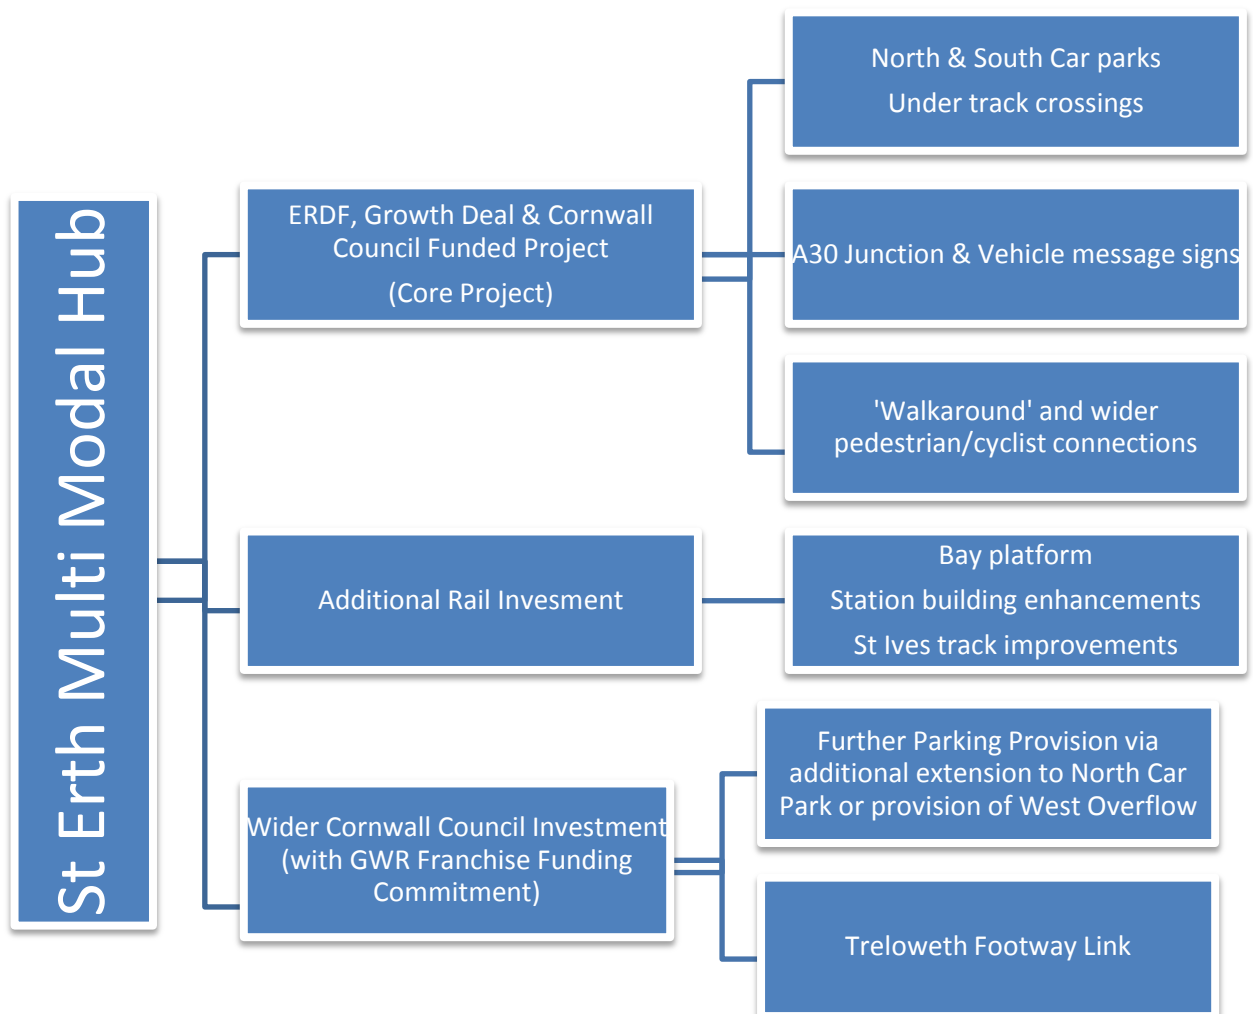 St Erth Multi Modal Hub
ERDF, Growth Deal & Cornwall
Council Funded Project
(Core Project)
North & South Car parks
Under track crossings
A30 Junction & Vehicle message signs
'Walkaround' and wider
pedestrian/cyclist connections
Additional Rail Invesment
Bay platform
Station building enhancements
St Ives track improvements
Wider Cornwall Council Investment
(with GWR Franchise Funding
Commitment)
Further Parking Provision via
additional extension to North Car
Park or provision of West Overflow
Treloweth Footway Link